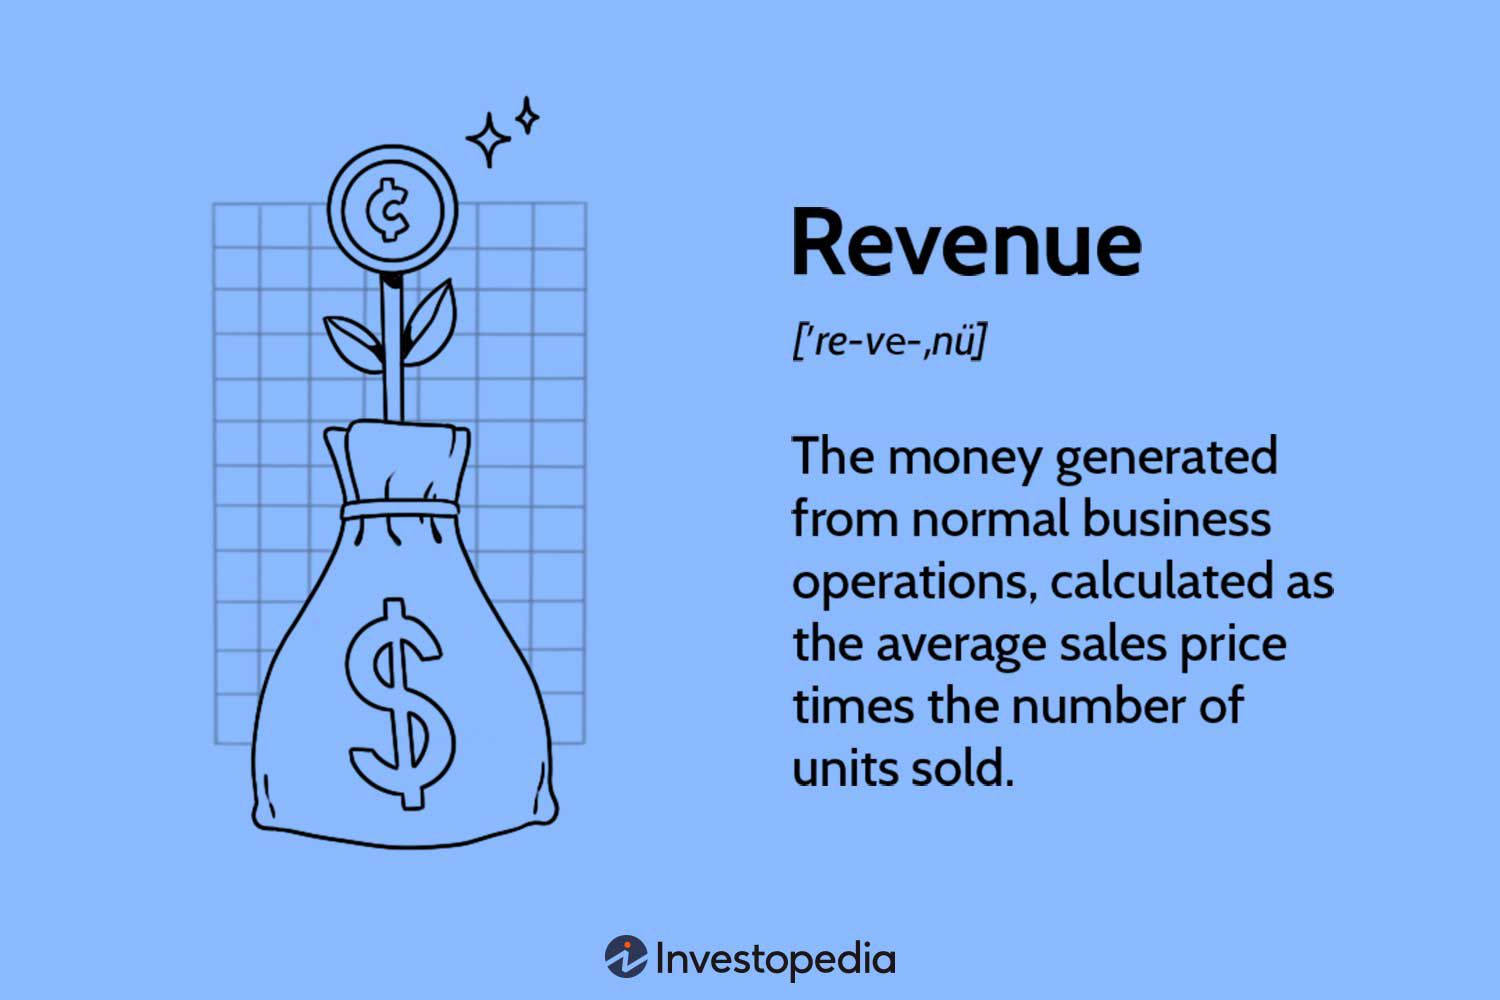 ¢
$
Revenue
['re-ve-,nü]
The money generated
from normal business
operations, calculated as
the average sales price
times the number of
units sold.
Investopedia